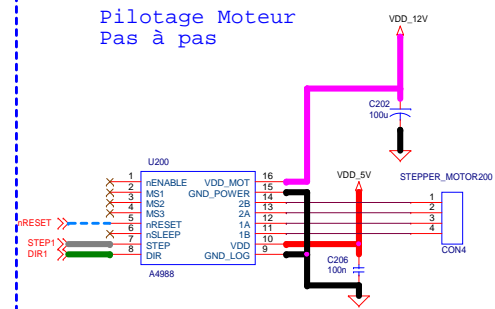 Pilotage Moteur
Pas à pas
VDD_12V
C202
100u
U200
VDD_5V
STEPPER_MOTOR200
1 nENABLE VDD_MOT 16
2 MS1 GND_POWER 15
3 MS2 2B 14
4 MS3 2A 13
nRESET 5 nRESET 1A 12
6 nSLEEP 1B 11
STEP1 7 STEP VDD 10
DIR1 8 DIR GND_LOG 9
1
2
3
4
CON4
C206
100n
A4988